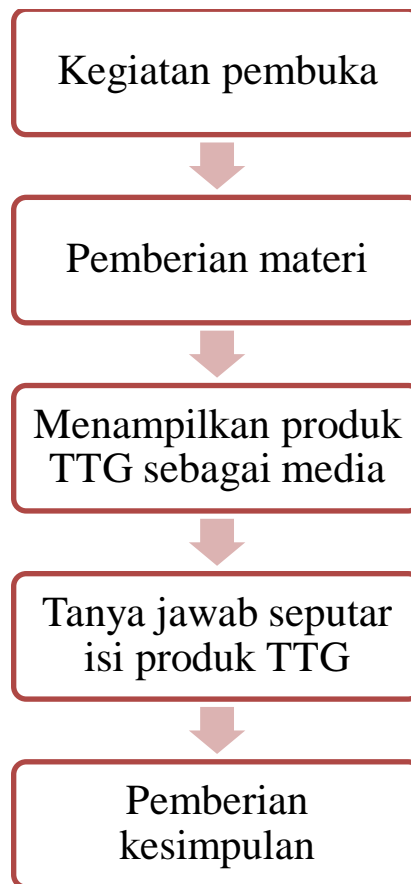 Kegiatan pembuka
Pemberian materi
Menampilkan produk
TTG sebagai media
Tanya jawab seputar
isi produk TTG
Pemberian
kesimpulan